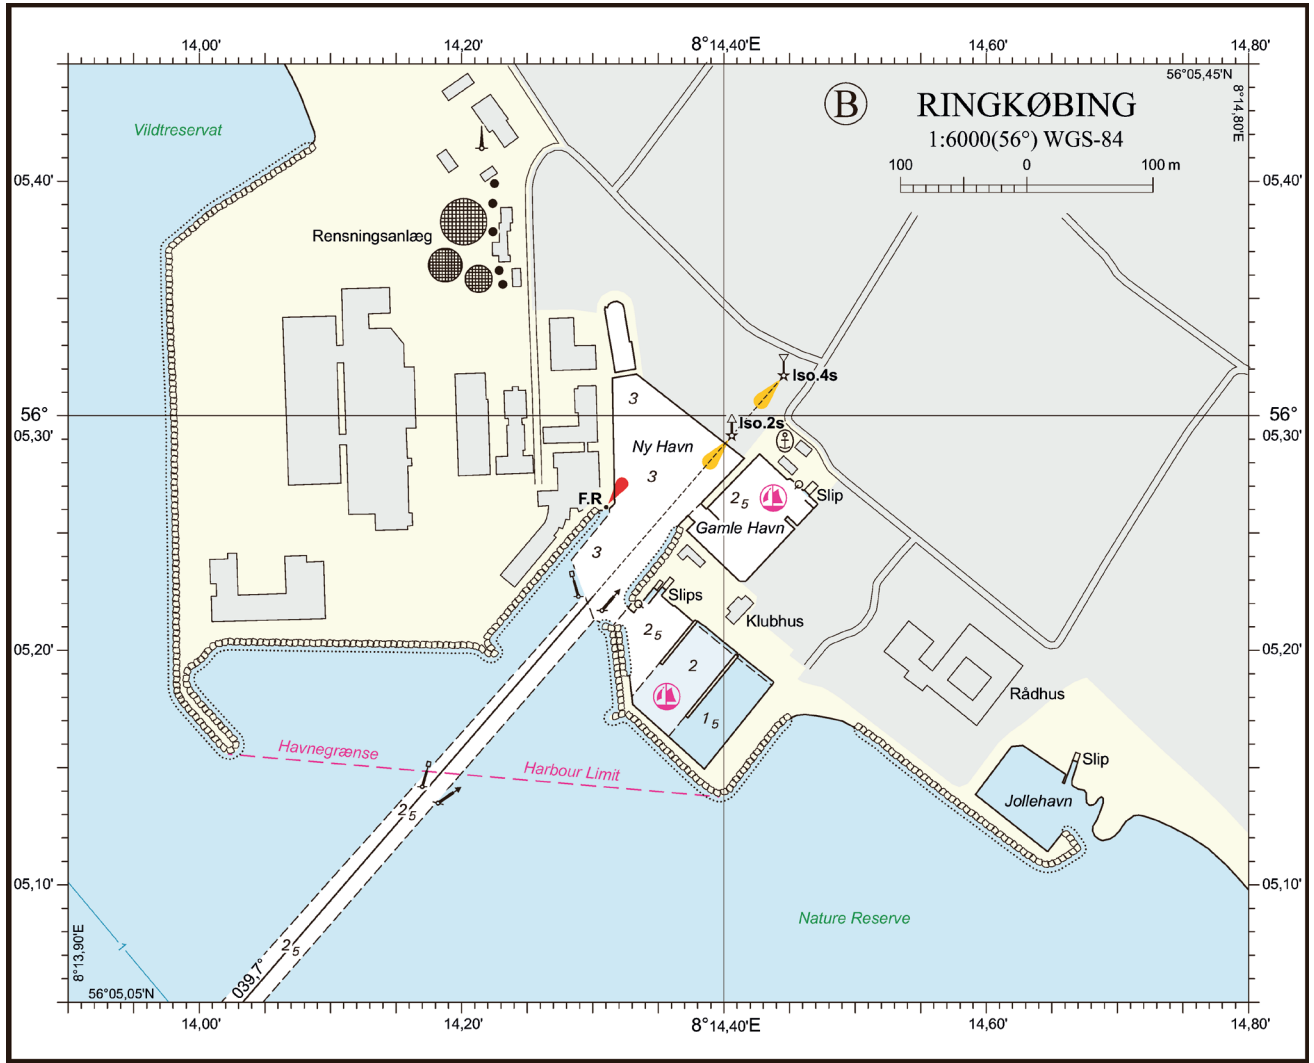 14,00'
14,20'
8°14,40'E
14,60'
14,80'
56°05,45'N
8°14,80'E
B
RINGKØBING
1:6000(56°) WGS-84
100
0
100 m
Vildtreservat
05,40'
05,40'
Rensningsanlæg
Iso.4s
3
56°
05,30'
Iso.2s
56°
05,30'
Ny Havn
3
F.R
2₅
Slip
Gamle Havn
3
Slips
Klubhus
2₅
05,20'
05,20'
2
Rådhus
1₅
Havnegrænse
Harbour Limit
Slip
Jollehavn
2₅
05,10'
05,10'
Nature Reserve
1
2₅
8°13,90'E
039,7°
56°05,05'N
14,00'
14,20'
8°14,40'E
14,60'
14,80'